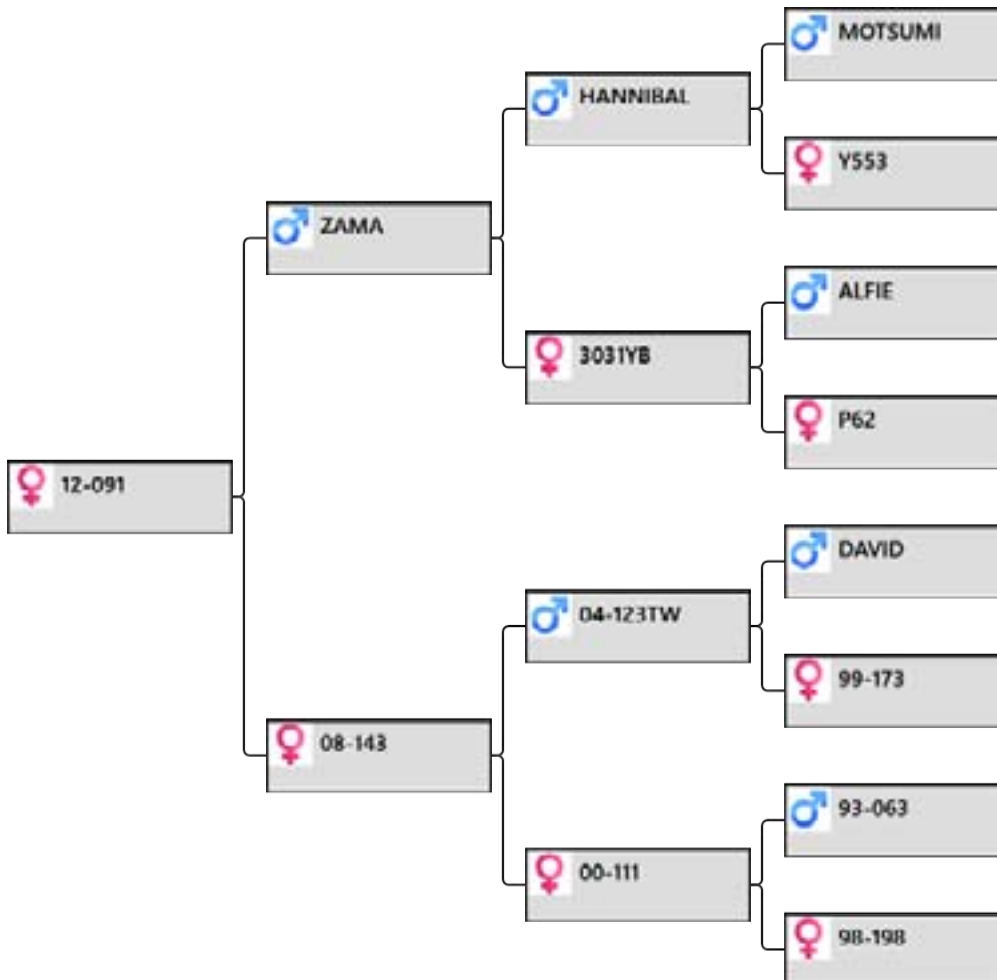 MOTSUMI
HANNIBAL
Y553
ZAMA
ALFIE
3031YB
P62
12-091
DAVID
04-123TW
99-173
08-143
93-063
00-111
98-198